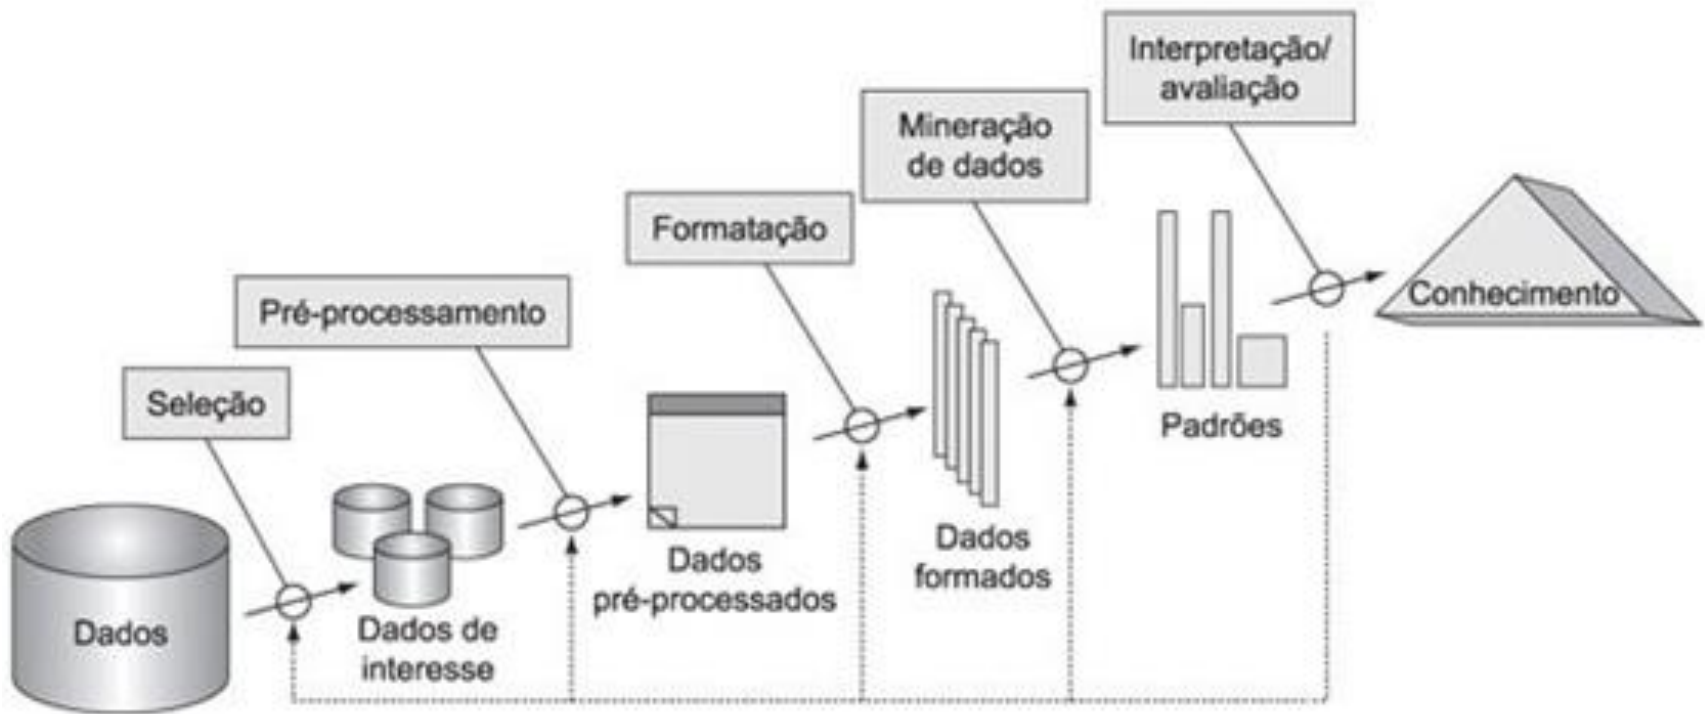 Interpretação/
avaliação
Mineração
de dados
Formatação
Pré-processamento
Seleção
Conhecimento
Padrões
Dados
formados
Dados
pré-processados
Dados de
interesse
Dados